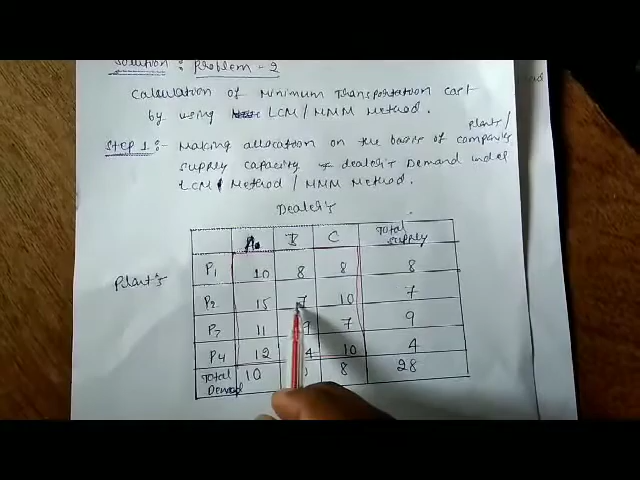 Solution : Problem - 2
Calculation of Minimum Transportation cost
by using LCM / MMM Method.
Step 1 :- Making allocation on the basis of companies plants /
supply capacity & dealer's Demand under
LCM Method / MMM Method.
Dealer's
A B C Total Supply
Plant's
P1 10 8 8 8
P2 15 7 10 7
P3 11 9 7 9
P4 12 4 10 4
Total Demand 10 8 28